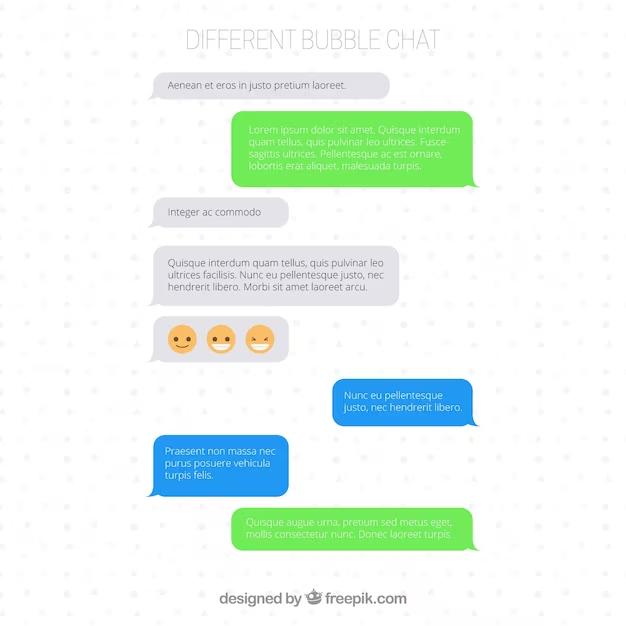 DIFFERENT BUBBLE CHAT
Aenean et eros in justo pretium laoreet.
Lorem ipsum dolor sit amet, Quisque interdum
quam tellus, quis pulvinar leo ultrices. Fusce-
sagittis ultrices. Pellentesque ac est ornare,
lobortis erat aliquet, malesuada turpis.
Integer ac commodo
Quisque interdum quam tellus, quis pulvinar leo
ultrices facilisis. Nunc eu pellentesque justo, nec
hendrerit libero. Morbi sit amet laoreet arcu.
Nunc eu pellentesque
justo, nec hendrerit libero.
Praesent non massa nec
purus posuere vehicula
turpis felis.
Quisque augue urna, pretium sed metus eget,
mollis consectetur nunc. Donec laoreet turpis
designed by freepik.com